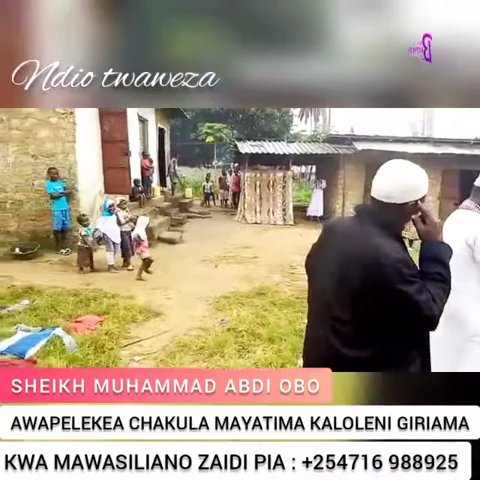 Ndio twaweza
SHEIKH MUHAMMAD ABDI OBO
AWAPELEKEA CHAKULA MAYATIMA KALOLENI GIRIAMA
KWA MAWASILIANO ZAIDI PIA : +254716 988925